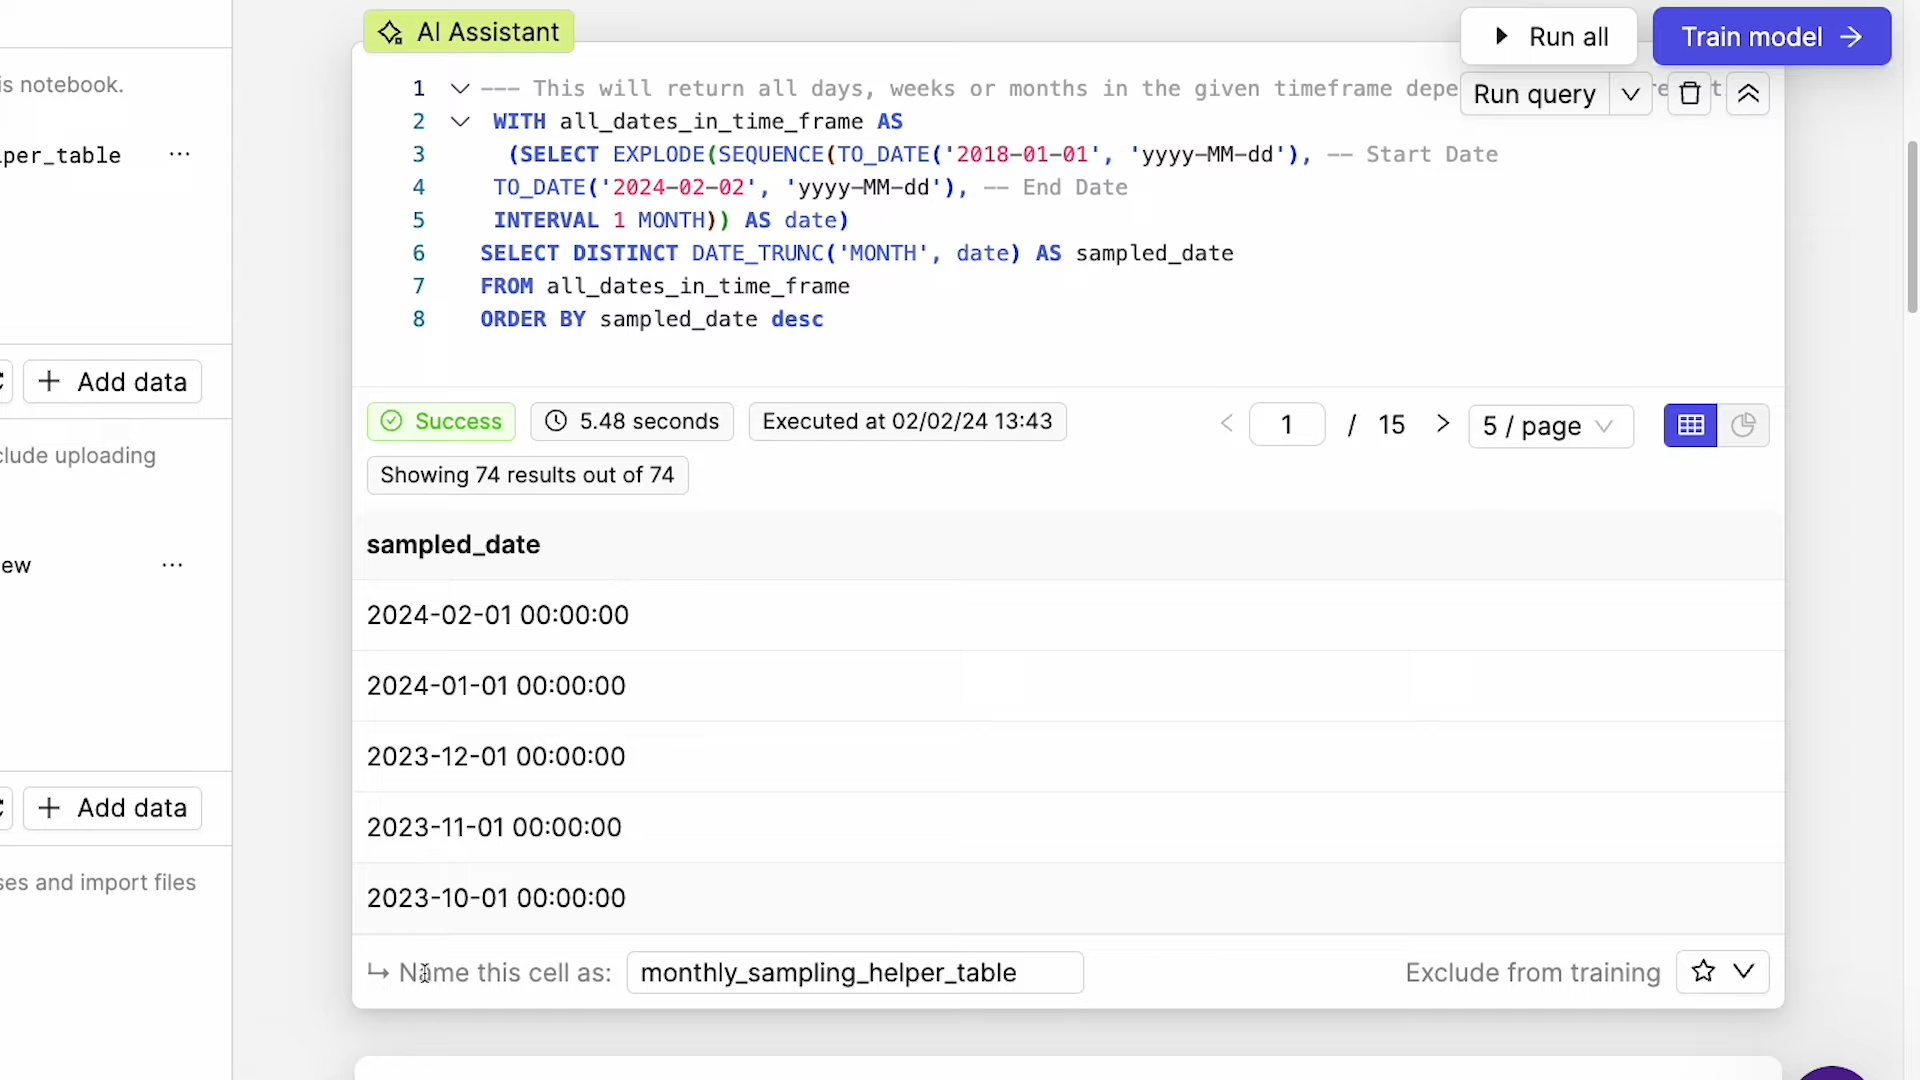 AI Assistant
Run all
Train model
is notebook.
1 --- This will return all days, weeks or months in the given timeframe depe
Run query
2 WITH all_dates_in_time_frame AS
3 (SELECT EXPLODE(SEQUENCE(TO_DATE('2018-01-01', 'yyyy-MM-dd'), -- Start Date
per_table ...
4 TO_DATE('2024-02-02', 'yyyy-MM-dd'), -- End Date
5 INTERVAL 1 MONTH)) AS date)
6 SELECT DISTINCT DATE_TRUNC('MONTH', date) AS sampled_date
7 FROM all_dates_in_time_frame
8 ORDER BY sampled_date desc
+ Add data
Success
5.48 seconds
Executed at 02/02/24 13:43
< 1 / 15 >
5 / page
clude uploading
Showing 74 results out of 74
sampled_date
ew ...
2024-02-01 00:00:00
2024-01-01 00:00:00
2023-12-01 00:00:00
+ Add data
2023-11-01 00:00:00
ses and import files
2023-10-01 00:00:00
Name this cell as: monthly_sampling_helper_table
Exclude from training